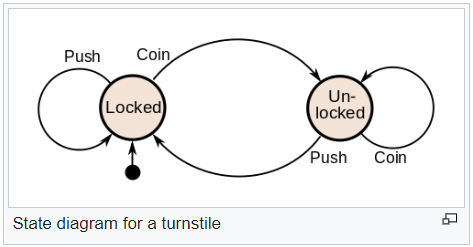 Push
Coin
Locked
Un-
locked
Push
Coin
State diagram for a turnstile